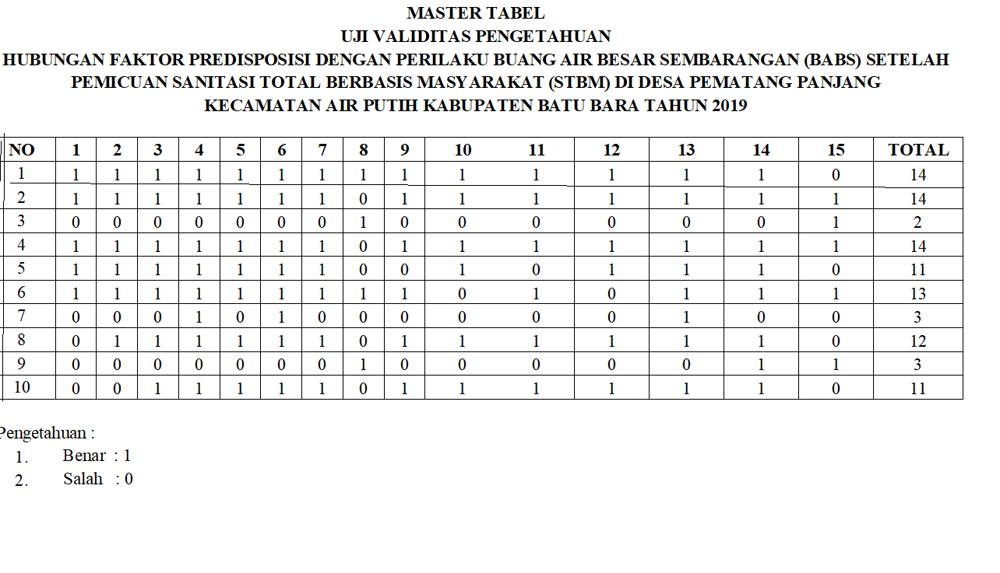 MASTER TABEL
UJI VALIDITAS PENGETAHUAN
HUBUNGAN FAKTOR PREDISPOSISI DENGAN PERILAKU BUANG AIR BESAR SEMBARANGAN (BABS) SETELAH
PEMICUAN SANITASI TOTAL BERBASIS MASYARAKAT (STBM) DI DESA PEMATANG PANJANG
KECAMATAN AIR PUTIH KABUPATEN BATU BARA TAHUN 2019
NO 1 2 3 4 5 6 7 8 9 10 11 12 13 14 15 TOTAL
1 1 1 1 1 1 1 1 1 1 1 1 1 1 1 0 14
2 1 1 1 1 1 1 1 0 1 1 1 1 1 1 1 14
3 0 0 0 0 0 0 0 1 0 0 0 0 0 0 1 2
4 1 1 1 1 1 1 1 0 1 1 1 1 1 1 1 14
5 1 1 1 1 1 1 1 0 0 1 0 1 1 1 0 11
6 1 1 1 1 1 1 1 1 1 0 1 0 1 1 1 13
7 0 0 0 1 0 1 0 0 0 0 0 0 1 0 0 3
8 0 1 1 1 1 1 1 0 1 1 1 1 1 1 0 12
9 0 0 0 0 0 0 0 1 0 0 0 0 0 1 1 3
10 0 0 1 1 1 1 1 0 1 1 1 1 1 1 0 11
Pengetahuan :
1. Benar : 1
2. Salah : 0